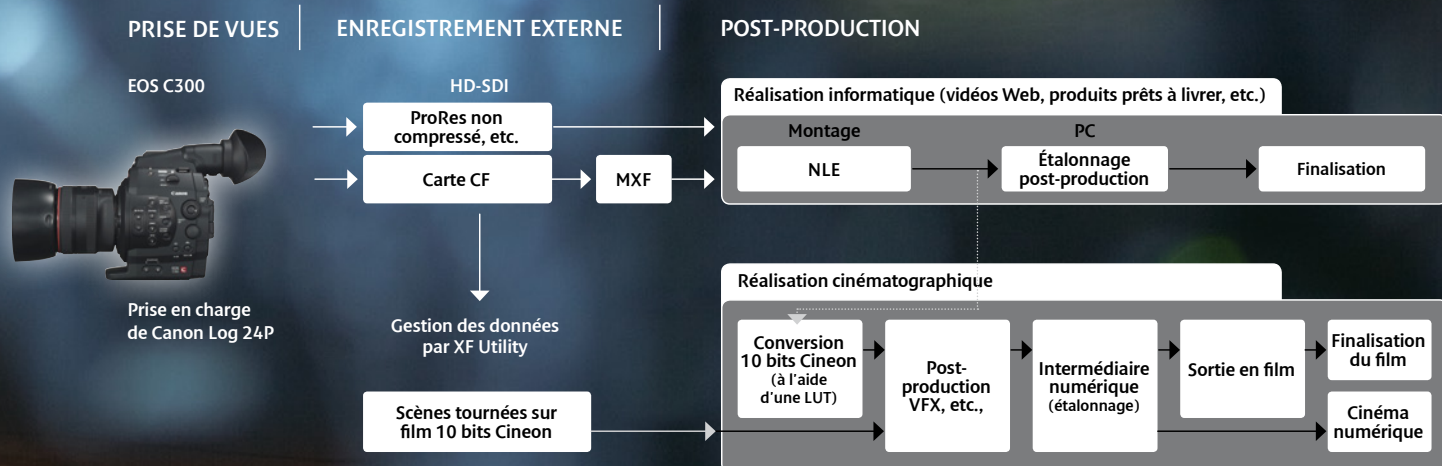 PRISE DE VUES
ENREGISTREMENT EXTERNE
POST-PRODUCTION
EOS C300
Prise en charge
de Canon Log 24P
HD-SDI
ProRes non
compressé, etc.
Carte CF
MXF
Gestion des données
par XF Utility
Scènes tournées sur
film 10 bits Cineon
Réalisation informatique (vidéos Web, produits prêts à livrer, etc.)
Montage
PC
NLE
Étalonnage
post-production
Finalisation
Réalisation cinématographique
Conversion
10 bits Cineon
(à l'aide
d'une LUT)
Post-
production
VFX, etc.,
Intermédiaire
numérique
(étalonnage)
Sortie en film
Finalisation
du film
Cinéma
numérique